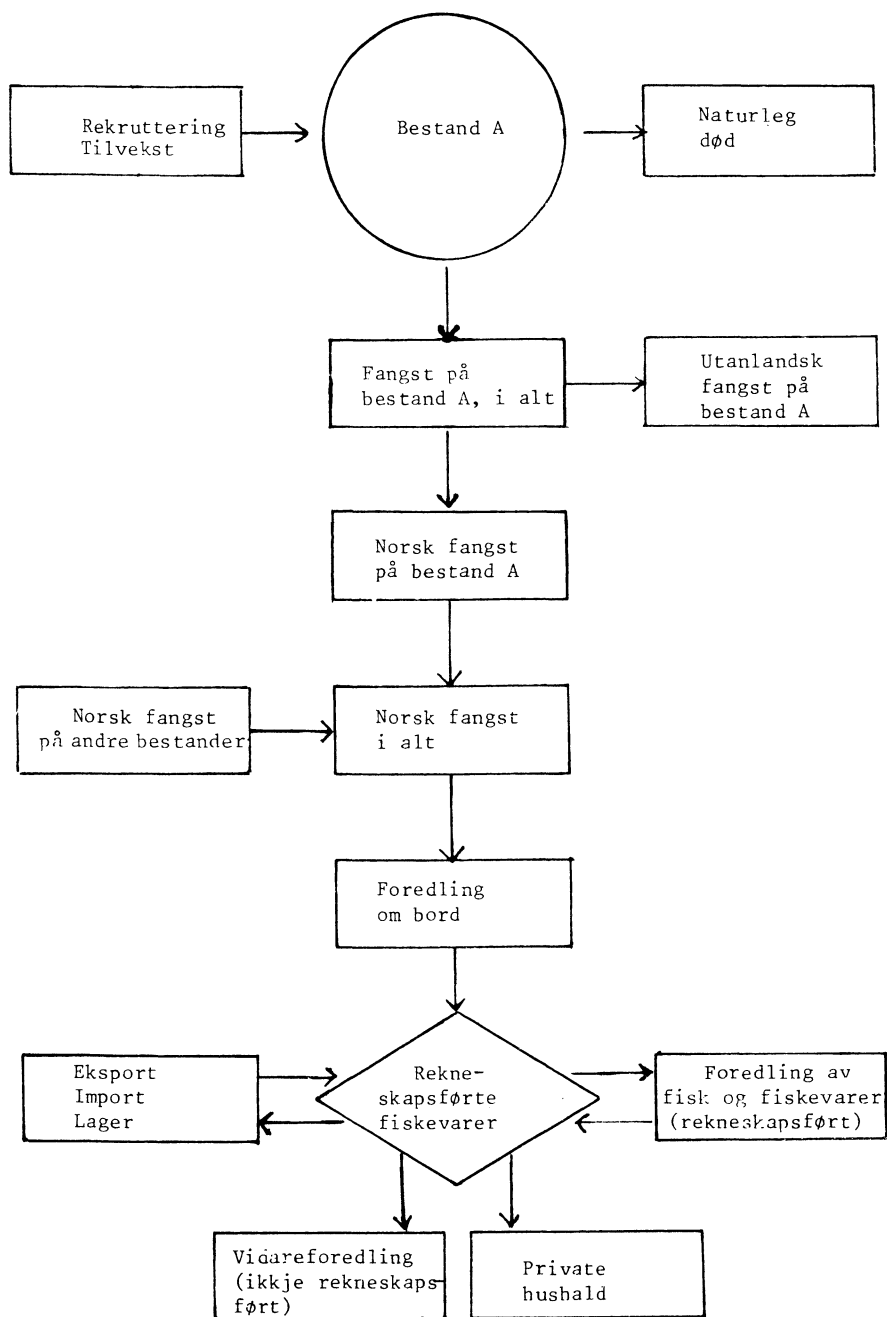 Rekruttering
Tilvekst
Bestand A
Naturleg
død
Fangst på
bestand A, i alt
Utanlandsk
fangst på
bestand A
Norsk fangst
på bestand A
Norsk fangst
på andre bestander
Norsk fangst
i alt
Foredling
om bord
Eksport
Import
Lager
Rekne-
skapsførte
fiskevarer
Foredling av
fisk og fiskevarer
(rekneskapsført)
Vidareforedling
(ikkje rekneskaps
ført)
Private
hushald